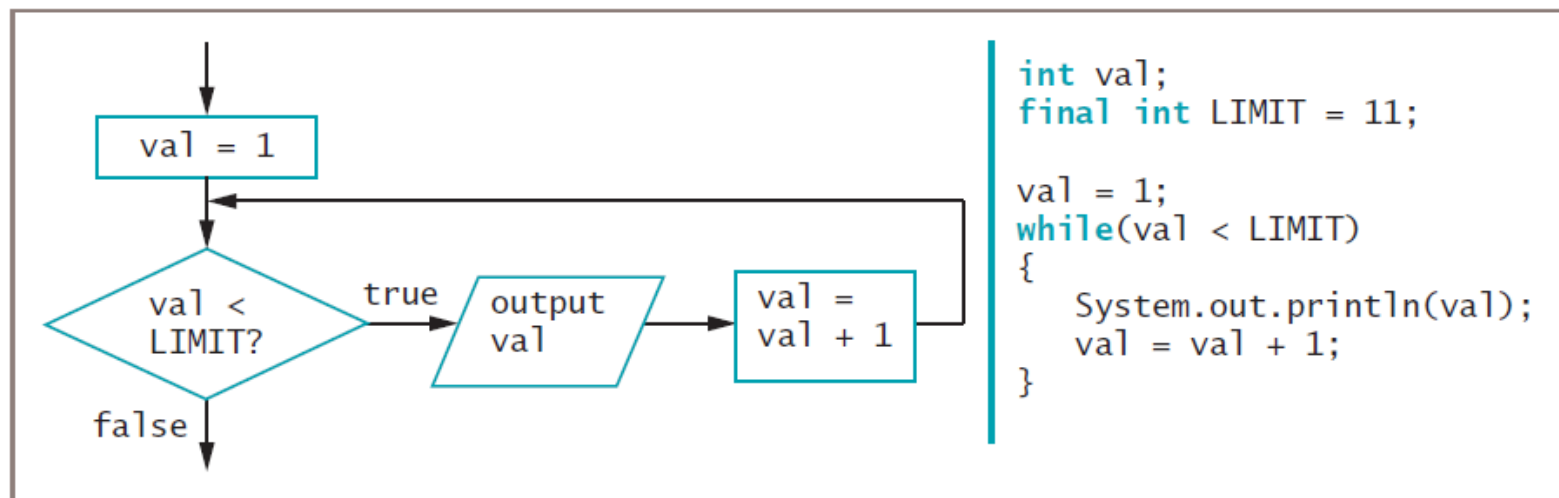 val = 1
val <
LIMIT?
true
output
val
val =
val + 1
false
int val;
final int LIMIT = 11;
val = 1;
while(val < LIMIT)
{
System.out.println(val);
val = val + 1;
}